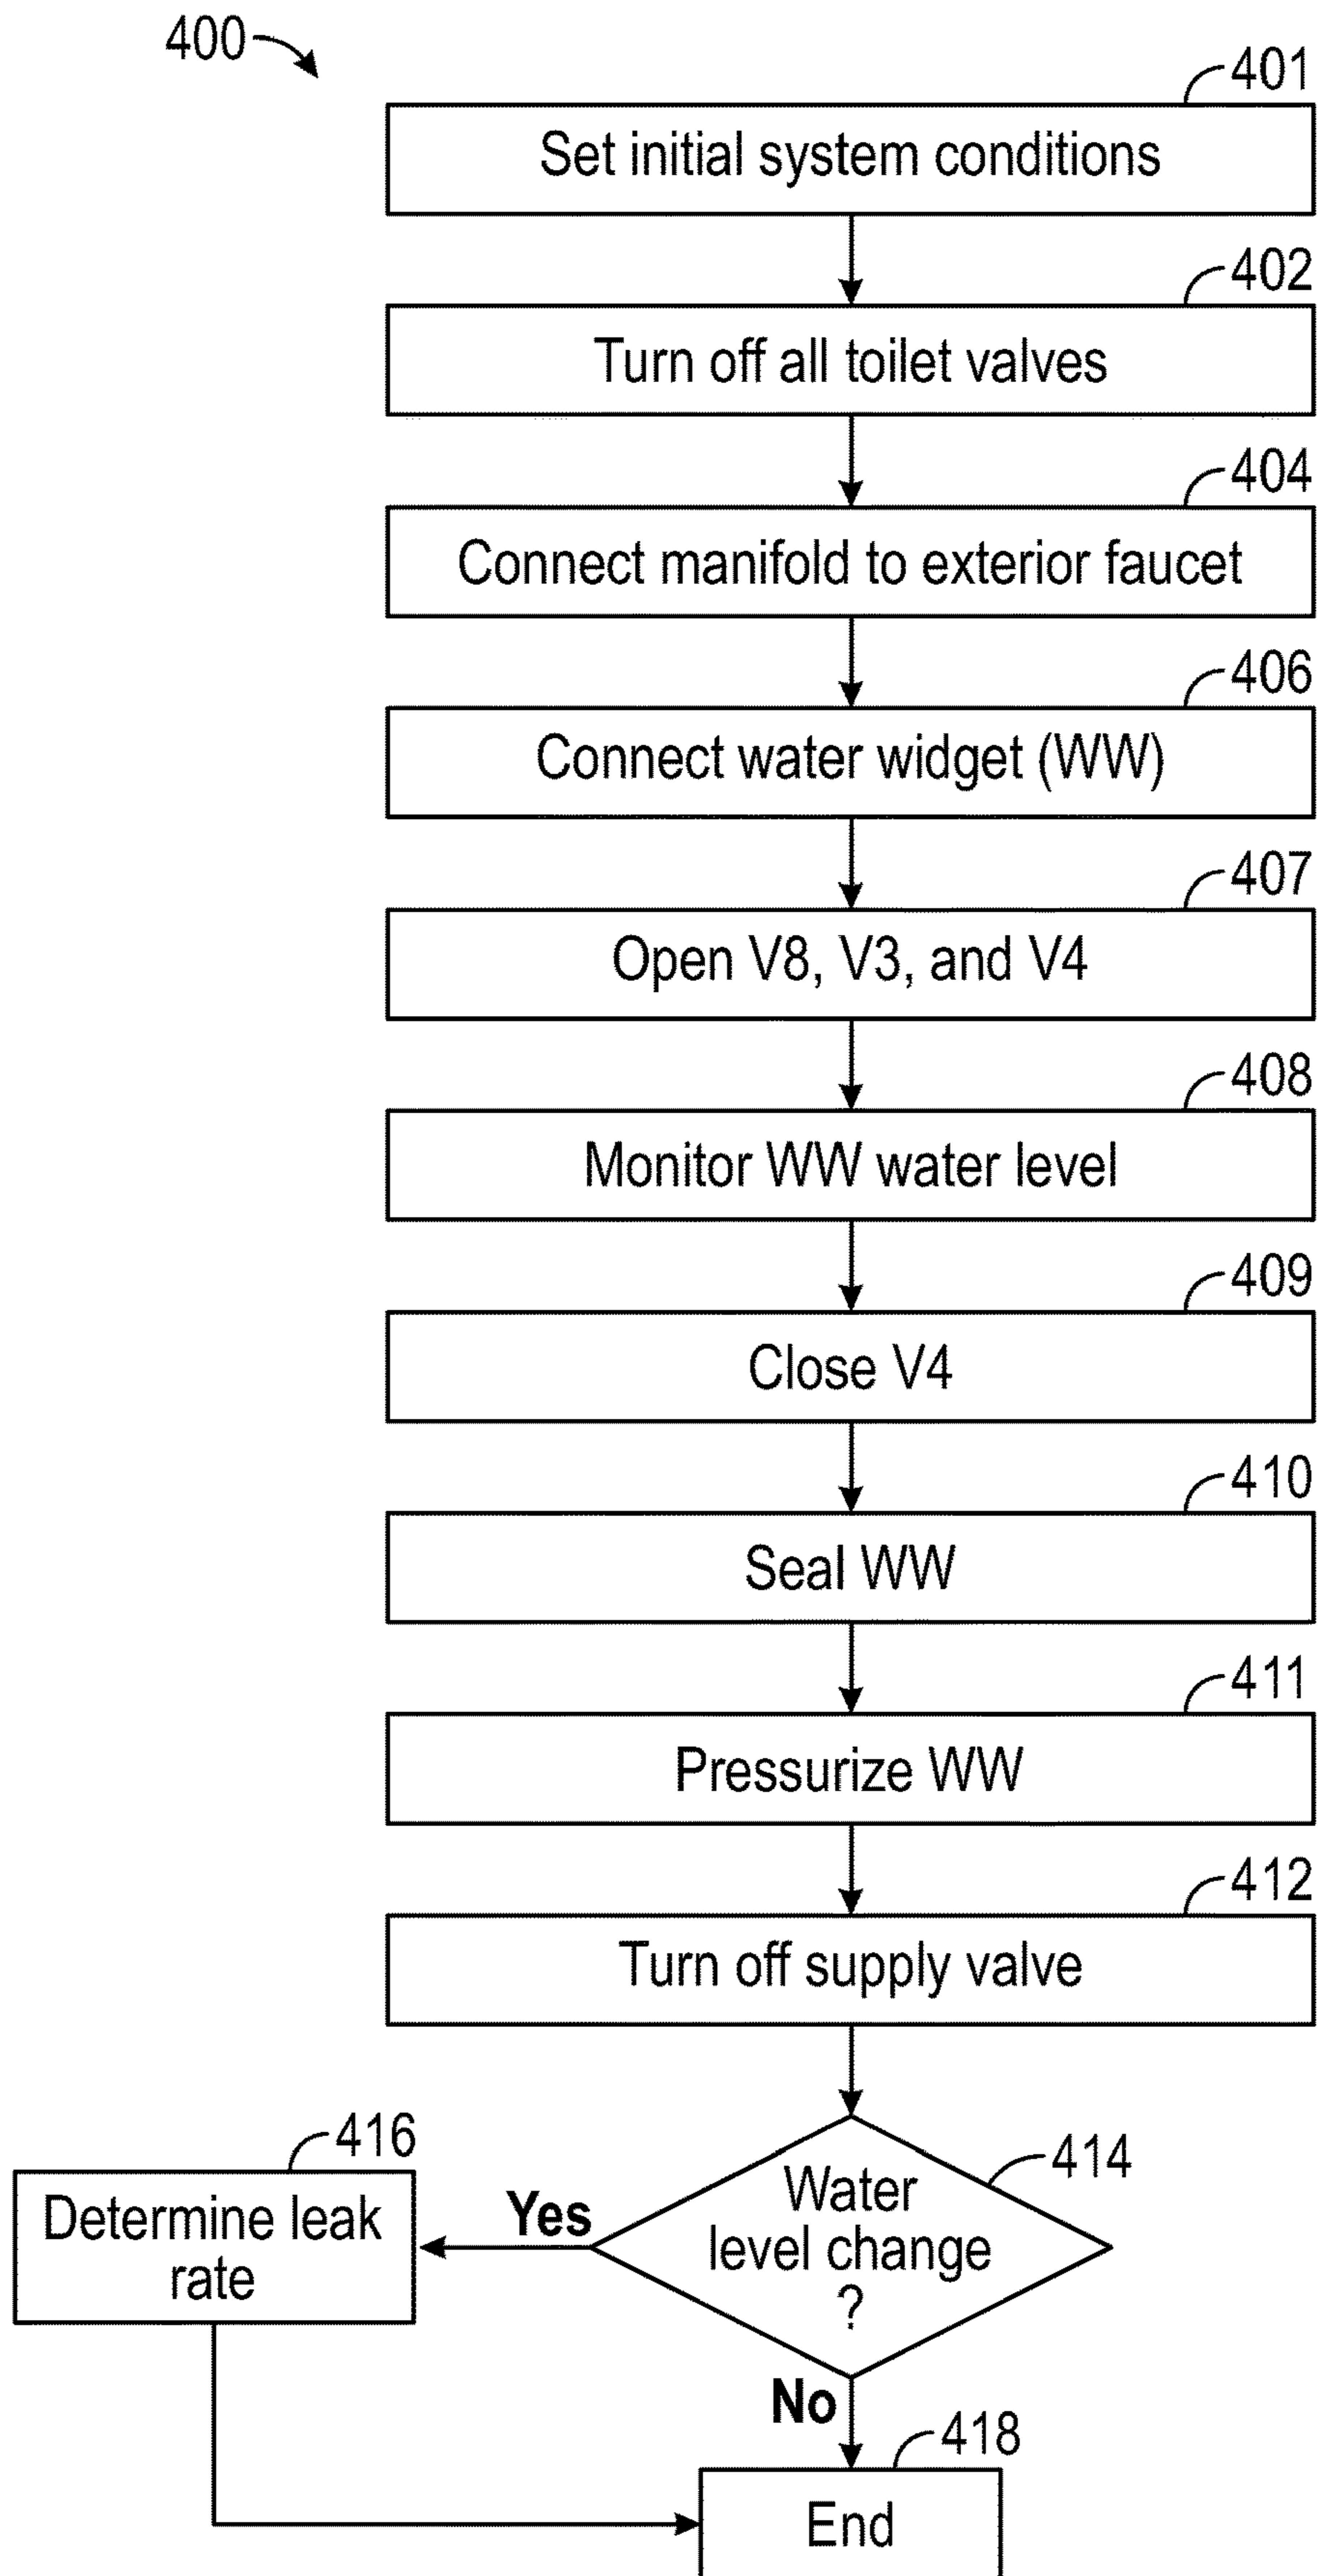 400
401
Set initial system conditions
402
Turn off all toilet valves
404
Connect manifold to exterior faucet
406
Connect water widget (WW)
407
Open V8, V3, and V4
408
Monitor WW water level
409
Close V4
410
Seal WW
411
Pressurize WW
412
Turn off supply valve
414
Water
level change
?
Yes
416
Determine leak
rate
No
418
End